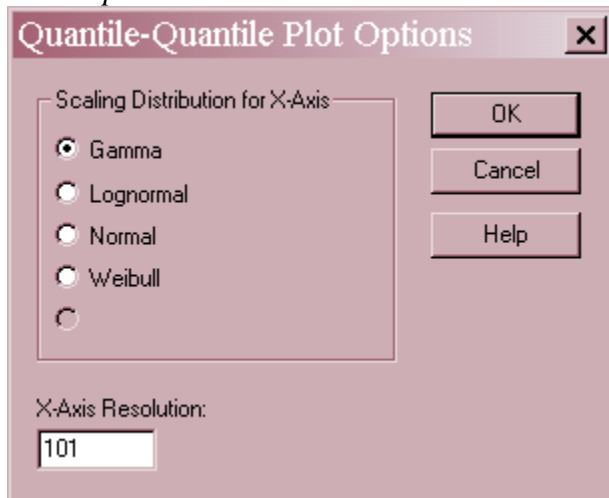 Quantile-Quantile Plot Options
Scaling Distribution for X-Axis
Gamma
Lognormal
Normal
Weibull
OK
Cancel
Help
X-Axis Resolution:
101